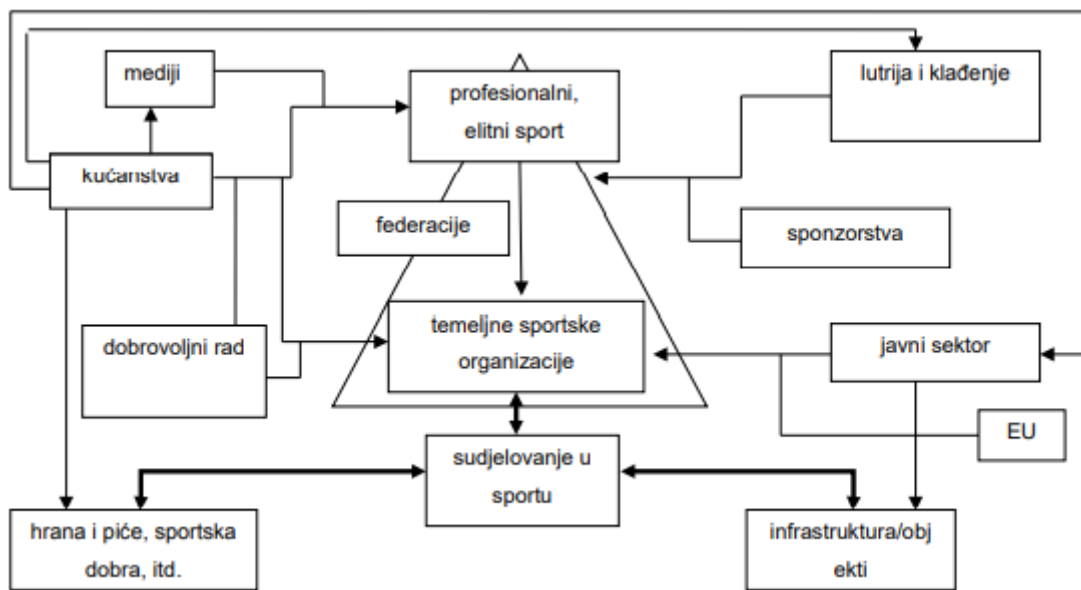 mediji
profesionalni,
elitni sport
lutrija i klađenje
kućanstva
federacije
sponzorstva
dobrovoljni rad
temeljne sportske
organizacije
javni sektor
EU
sudjelovanje u
sportu
hrana i piće, sportska
dobra, itd.
infrastruktura/obj
ekti